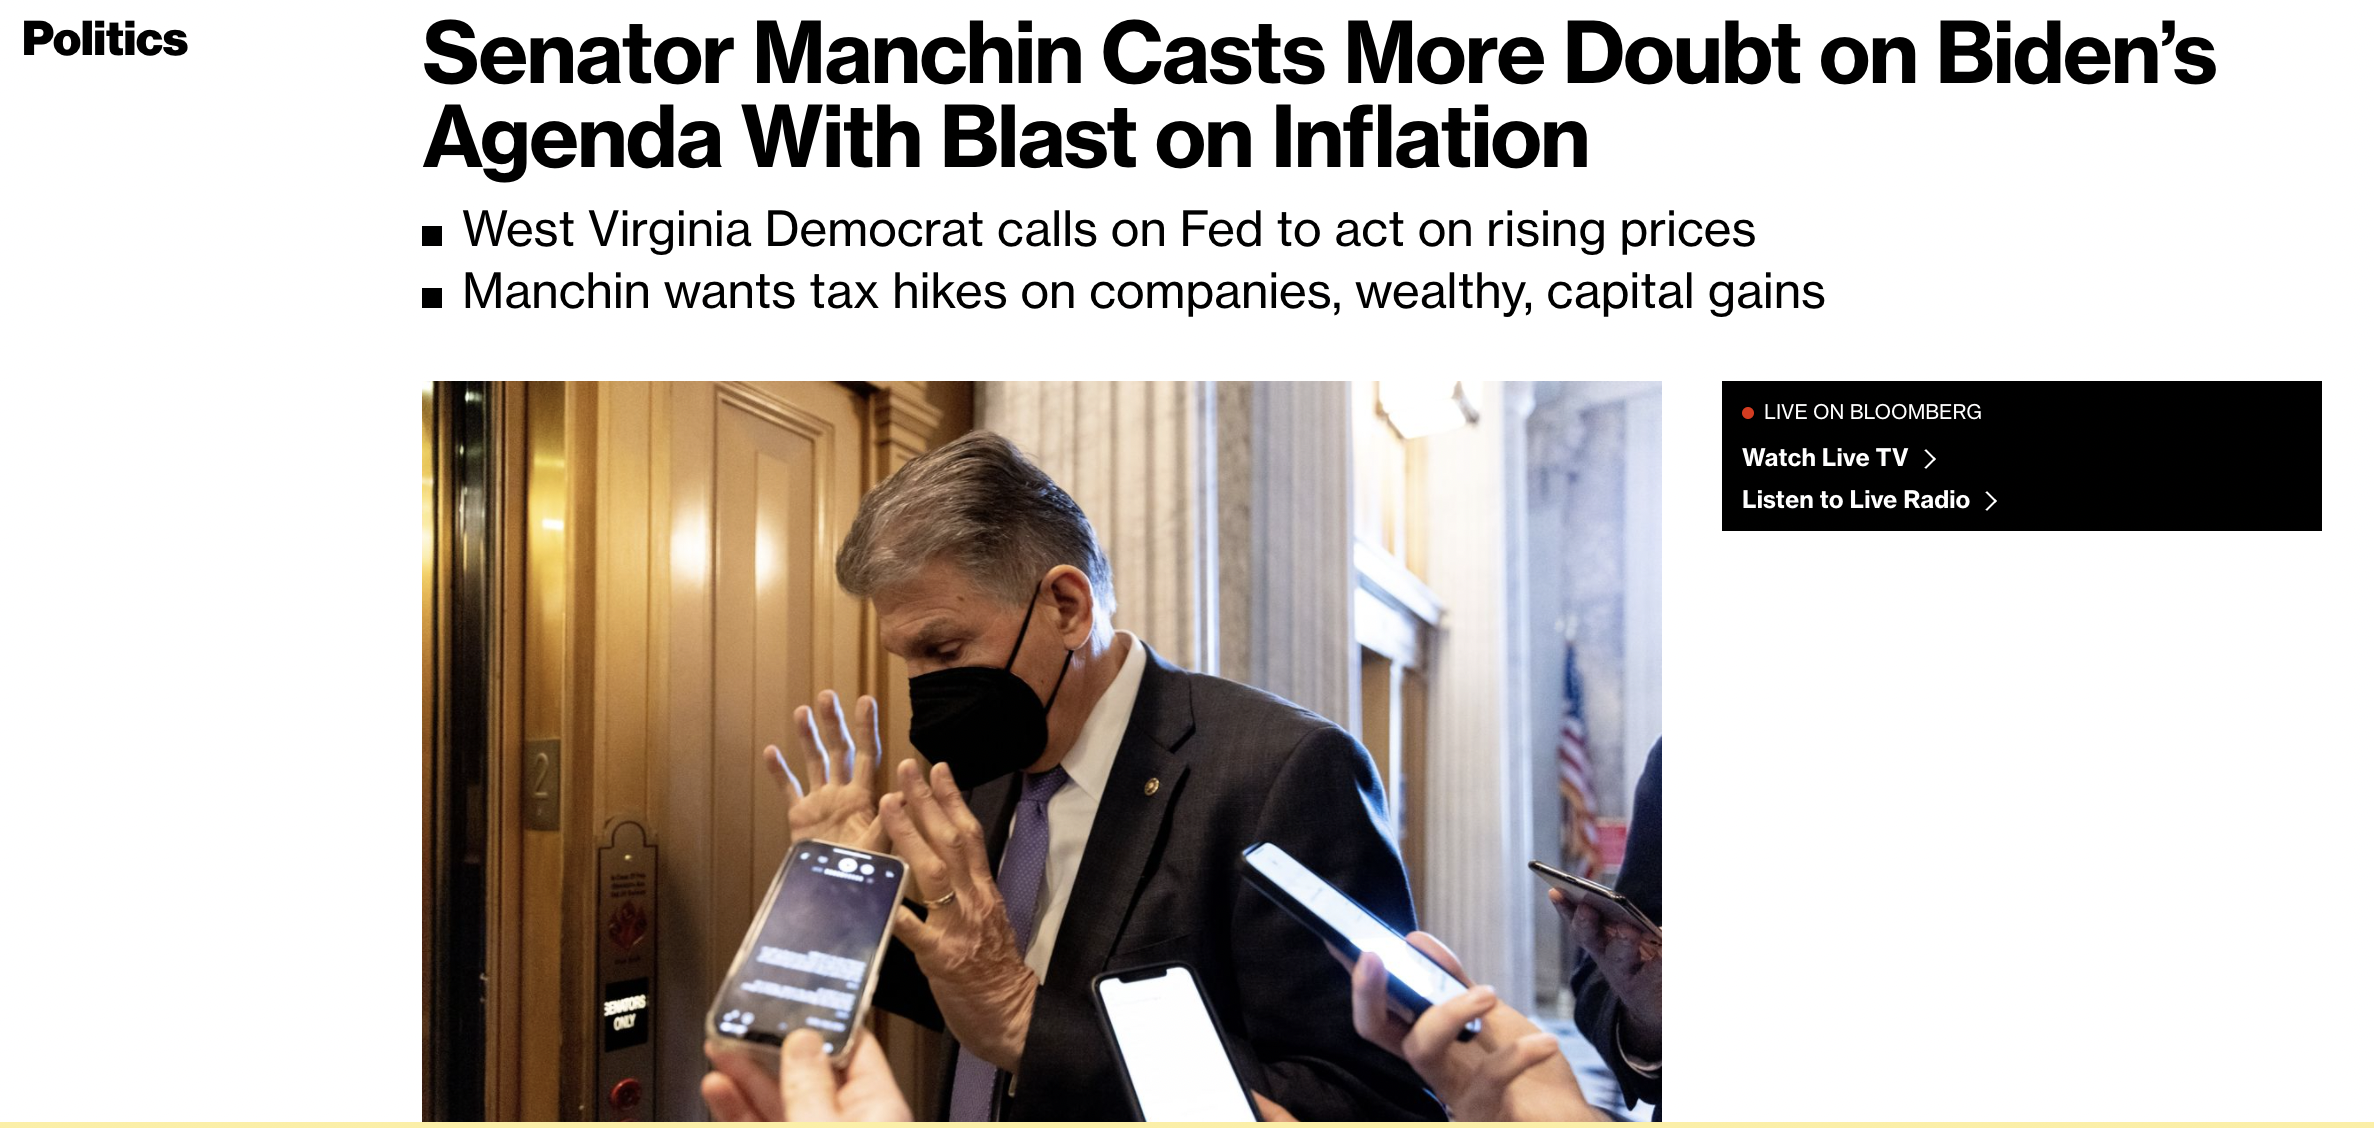 Politics
Senator Manchin Casts More Doubt on Biden’s
Agenda With Blast on Inflation
West Virginia Democrat calls on Fed to act on rising prices
Manchin wants tax hikes on companies, wealthy, capital gains
LIVE ON BLOOMBERG
Watch Live TV
Listen to Live Radio
2
SENATORS
ONLY